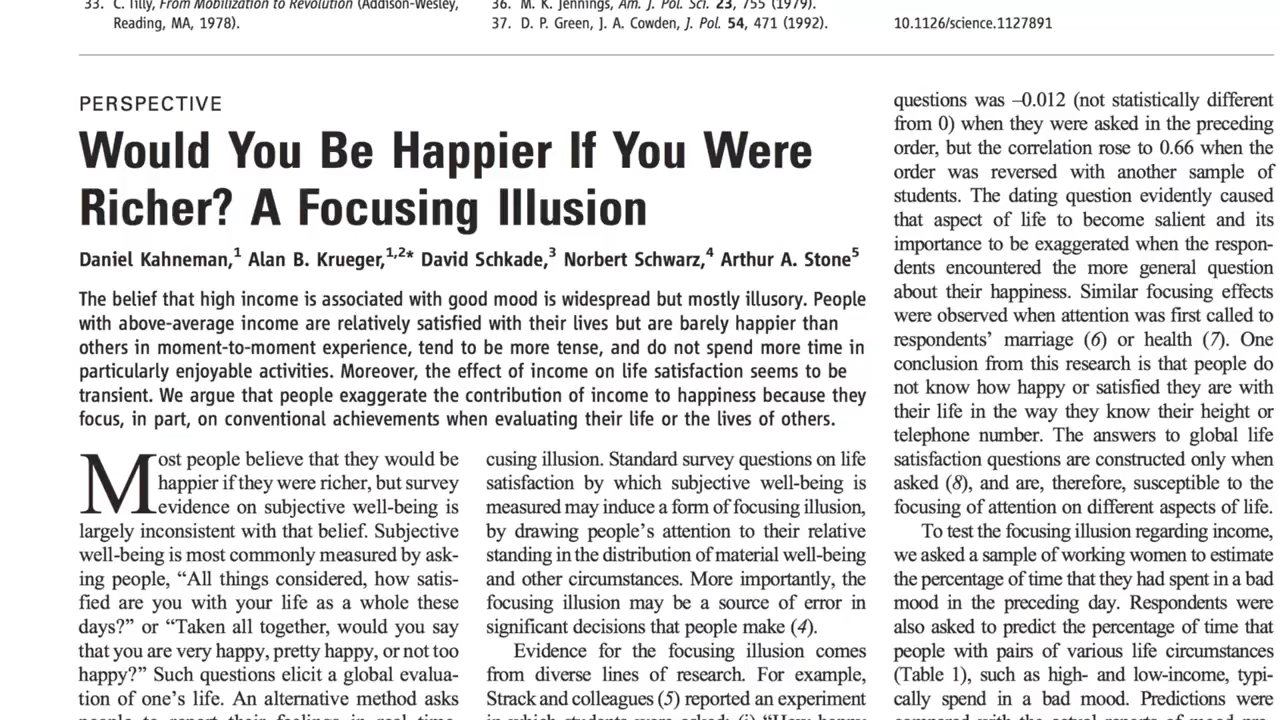 33. C. Tilly, From Mobilization to Revolution (Addison-Wesley,
Reading, MA, 1978).
36. M. K. Jennings, Am. J. Pol. Sci. 23, 755 (1979).
37. D. P. Green, J. A. Cowden, J. Pol. 54, 471 (1992).
10.1126/science.1127891
PERSPECTIVE
Would You Be Happier If You Were
Richer? A Focusing Illusion
Daniel Kahneman,1 Alan B. Krueger,1,2* David Schkade,3 Norbert Schwarz,4 Arthur A. Stone5
The belief that high income is associated with good mood is widespread but mostly illusory. People
with above-average income are relatively satisfied with their lives but are barely happier than
others in moment-to-moment experience, tend to be more tense, and do not spend more time in
particularly enjoyable activities. Moreover, the effect of income on life satisfaction seems to be
transient. We argue that people exaggerate the contribution of income to happiness because they
focus, in part, on conventional achievements when evaluating their life or the lives of others.
Most people believe that they would be
happier if they were richer, but survey
evidence on subjective well-being is
largely inconsistent with that belief. Subjective
well-being is most commonly measured by ask-
ing people, “All things considered, how satis-
fied are you with your life as a whole these
days?” or “Taken all together, would you say
that you are very happy, pretty happy, or not too
happy?” Such questions elicit a global evalua-
tion of one’s life. An alternative method asks
people to report their feelings in real time,
cusing illusion. Standard survey questions on life
satisfaction by which subjective well-being is
measured may induce a form of focusing illusion,
by drawing people’s attention to their relative
standing in the distribution of material well-being
and other circumstances. More importantly, the
focusing illusion may be a source of error in
significant decisions that people make (4).
Evidence for the focusing illusion comes
from diverse lines of research. For example,
Strack and colleagues (5) reported an experiment
in which students were asked: (i) “How happy
questions was –0.012 (not statistically different
from 0) when they were asked in the preceding
order, but the correlation rose to 0.66 when the
order was reversed with another sample of
students. The dating question evidently caused
that aspect of life to become salient and its
importance to be exaggerated when the respon-
dents encountered the more general question
about their happiness. Similar focusing effects
were observed when attention was first called to
respondents’ marriage (6) or health (7). One
conclusion from this research is that people do
not know how happy or satisfied they are with
their life in the way they know their height or
telephone number. The answers to global life
satisfaction questions are constructed only when
asked (8), and are, therefore, susceptible to the
focusing of attention on different aspects of life.
To test the focusing illusion regarding income,
we asked a sample of working women to estimate
the percentage of time that they had spent in a bad
mood in the preceding day. Respondents were
also asked to predict the percentage of time that
people with pairs of various life circumstances
(Table 1), such as high- and low-income, typi-
cally spend in a bad mood. Predictions were
compared with the actual reports of mood